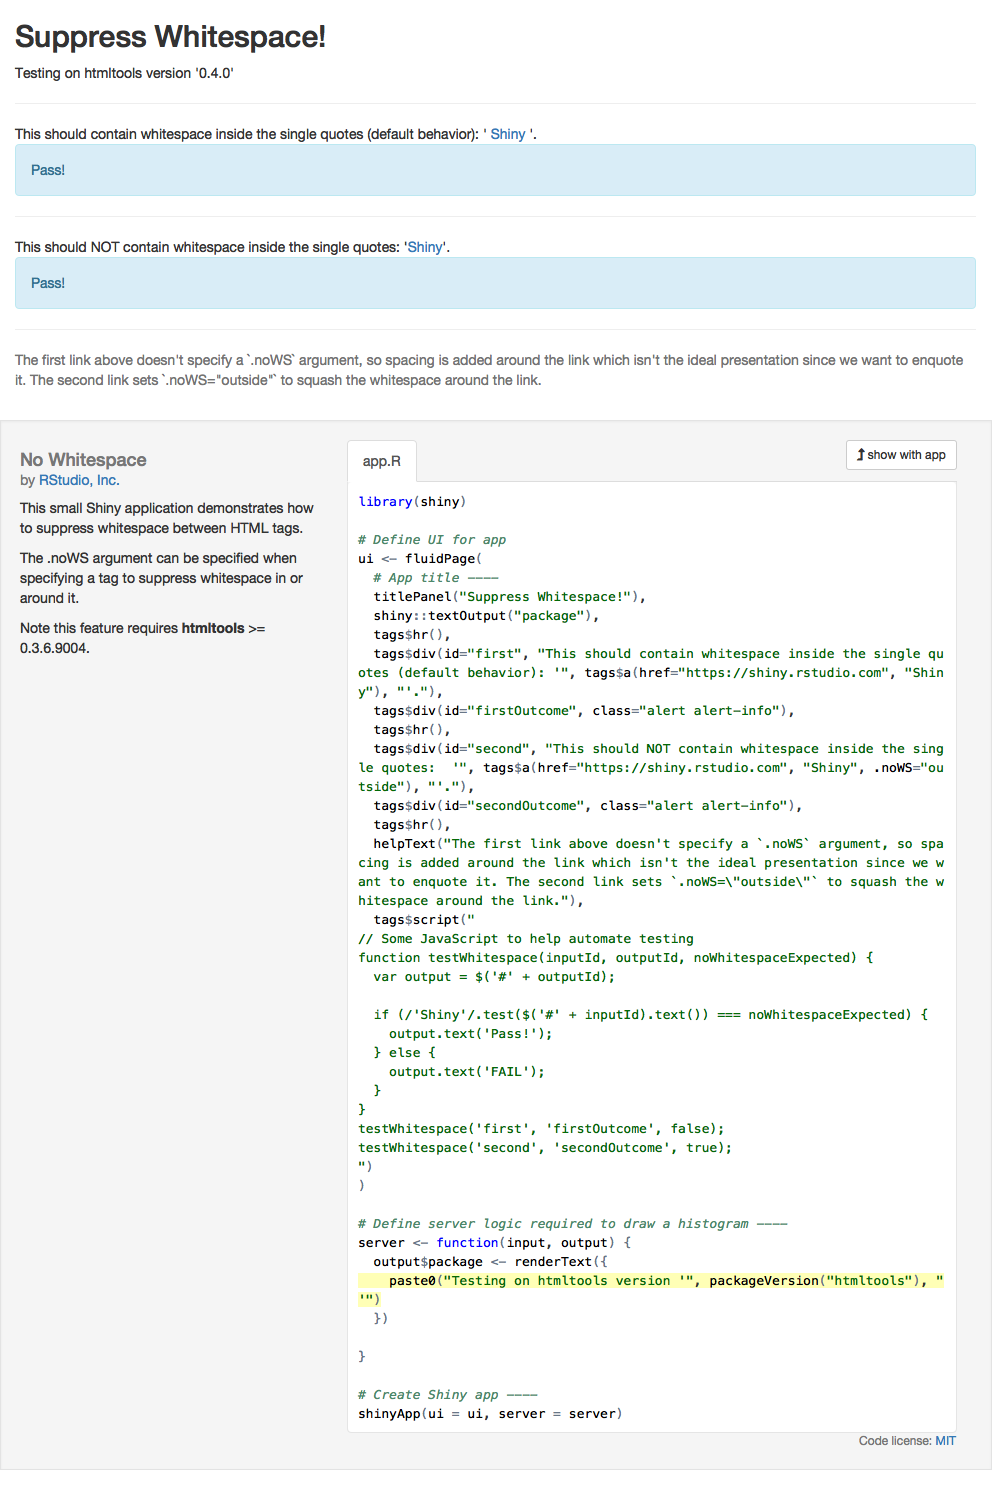 Suppress Whitespace!
Testing on htmltools version '0.4.0'
This should contain whitespace inside the single quotes (default behavior): ' Shiny '.
Pass!
This should NOT contain whitespace inside the single quotes: 'Shiny'.
Pass!
The first link above doesn't specify a `.noWS` argument, so spacing is added around the link which isn't the ideal presentation since we want to enquote
it. The second link sets `.noWS="outside"` to squash the whitespace around the link.
No Whitespace
by RStudio, Inc.
This small Shiny application demonstrates how
to suppress whitespace between HTML tags.
The .noWS argument can be specified when
specifying a tag to suppress whitespace in or
around it.
Note this feature requires htmltools >=
0.3.6.9004.
app.R
show with app
library(shiny)
# Define UI for app
ui <- fluidPage(
  # App title ----
  titlePanel("Suppress Whitespace!"),
  shiny::textOutput("package"),
  tags$hr(),
  tags$div(id="first", "This should contain whitespace inside the single qu
otes (default behavior): '", tags$a(href="https://shiny.rstudio.com", "Shin
y"), "'."),
  tags$div(id="firstOutcome", class="alert alert-info"),
  tags$hr(),
  tags$div(id="second", "This should NOT contain whitespace inside the sing
le quotes:  '", tags$a(href="https://shiny.rstudio.com", "Shiny", .noWS="ou
tside"), "'."),
  tags$div(id="secondOutcome", class="alert alert-info"),
  tags$hr(),
  helpText("The first link above doesn't specify a `.noWS` argument, so spa
cing is added around the link which isn't the ideal presentation since we w
ant to enquote it. The second link sets `.noWS=\"outside\"` to squash the w
hitespace around the link."),
  tags$script("
// Some JavaScript to help automate testing
function testWhitespace(inputId, outputId, noWhitespaceExpected) {
  var output = $('#' + outputId);
  if (/'Shiny'/.test($('#' + inputId).text()) === noWhitespaceExpected) {
    output.text('Pass!');
  } else {
    output.text('FAIL');
  }
}
testWhitespace('first', 'firstOutcome', false);
testWhitespace('second', 'secondOutcome', true);
")
)
# Define server logic required to draw a histogram ----
server <- function(input, output) {
  output$package <- renderText({
    paste0("Testing on htmltools version '", packageVersion("htmltools"), "
'")
  })
}
# Create Shiny app ----
shinyApp(ui = ui, server = server)
Code license: MIT